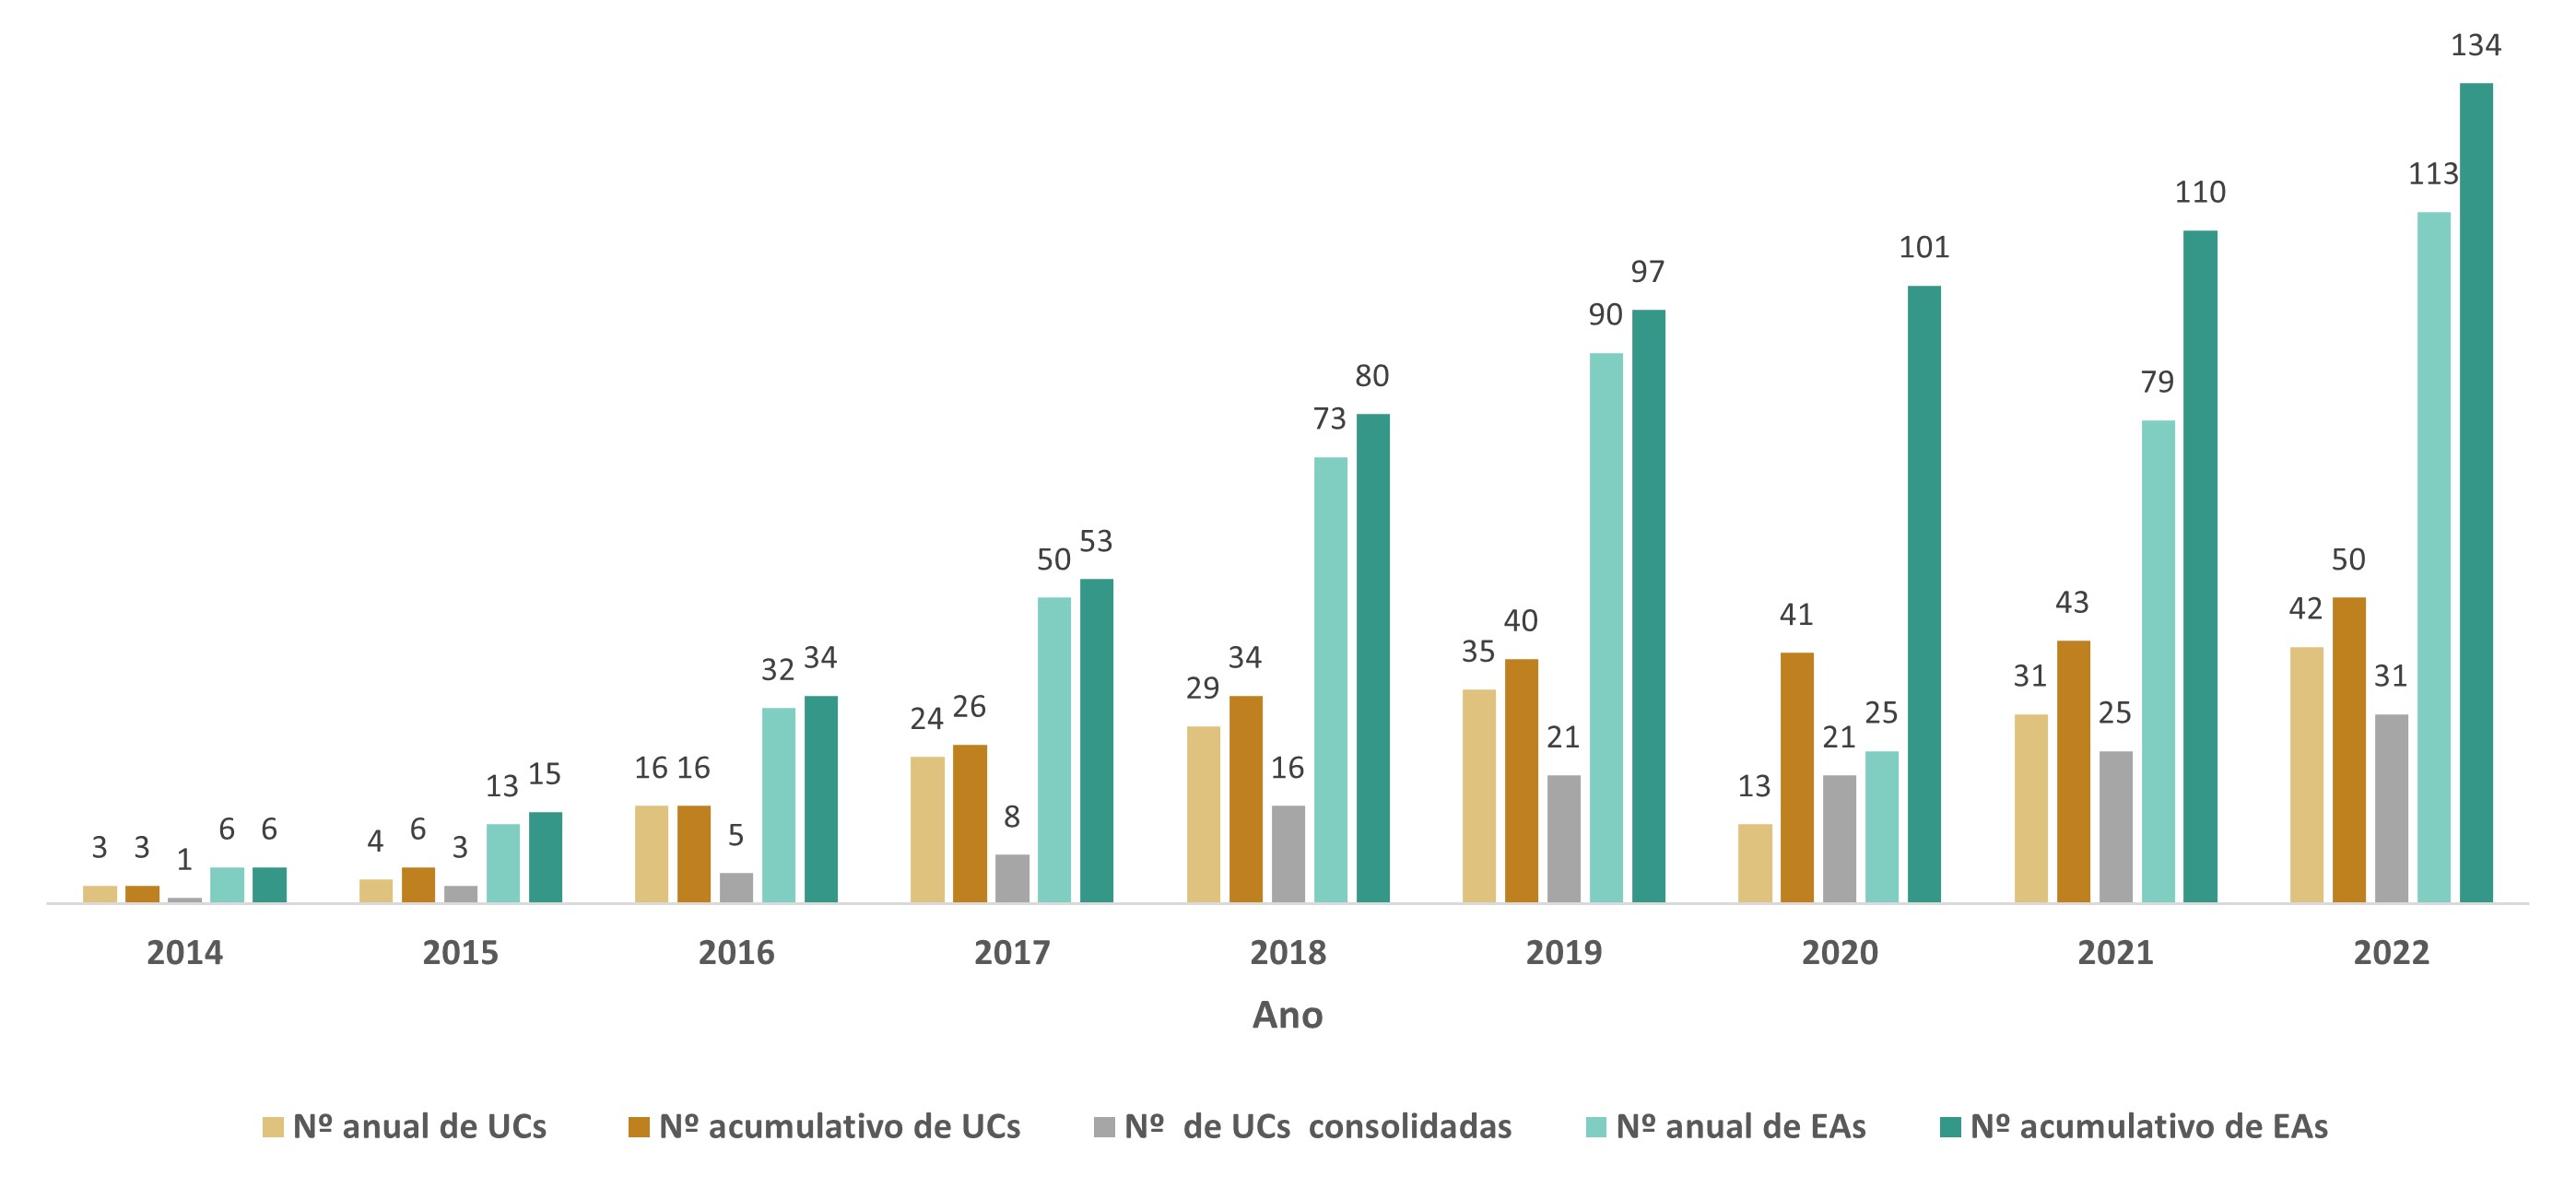 3 3 1 6 6
4 6 3 13 15
16 16 5 32 34
24 26 8 50 53
29 34 16 73 80
35 40 21 90 97
13 41 21 25 101
31 43 25 79 110
42 50 31 113 134
2014 2015 2016 2017 2018 2019 2020 2021 2022
Ano
Nº anual de UCs Nº acumulativo de UCs Nº de UCs consolidadas Nº anual de EAs Nº acumulativo de EAs